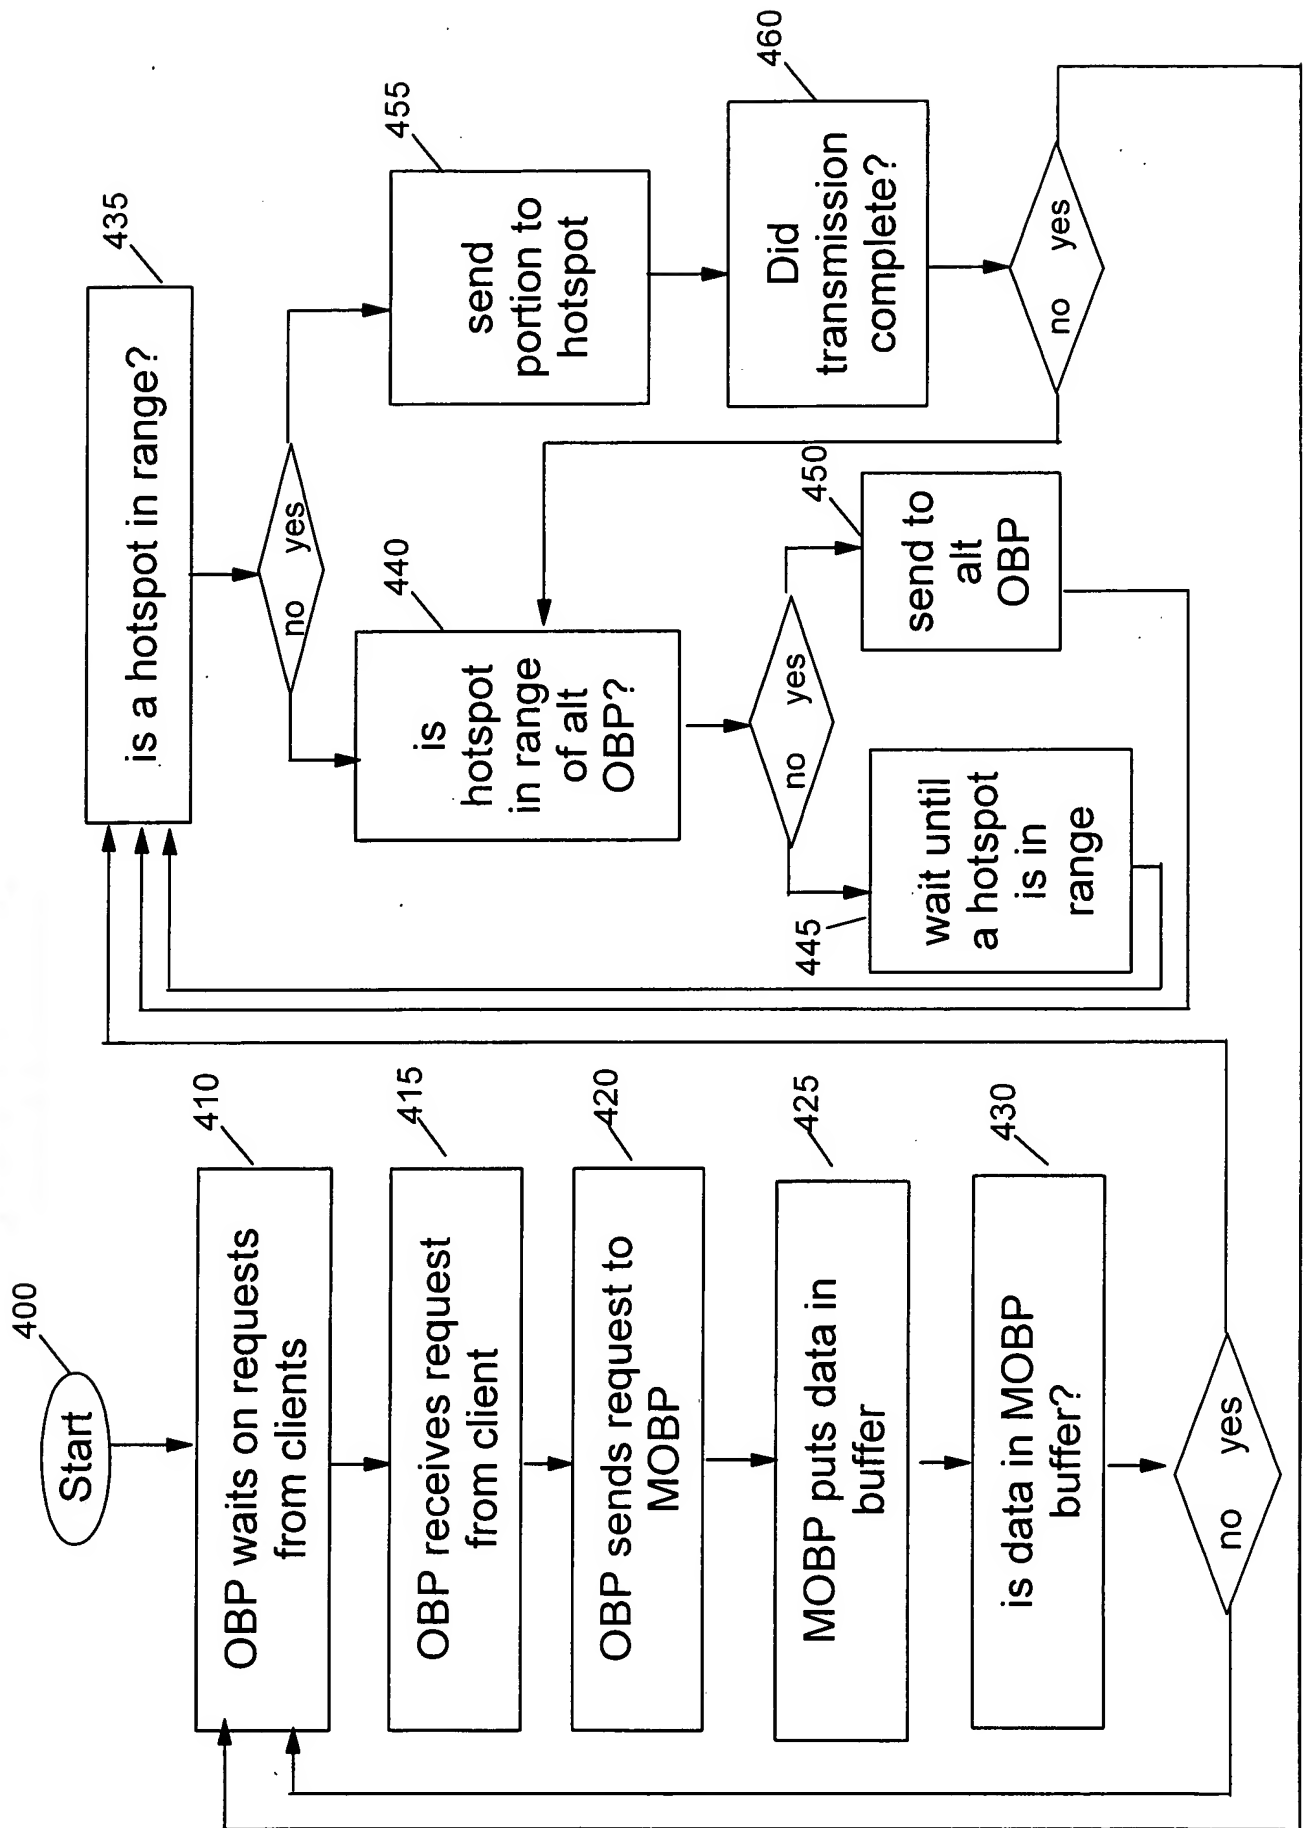 400
Start
410
OBP waits on requests
from clients
415
OBP receives request
from client
420
OBP sends request to
MOBP
425
MOBP puts data in
buffer
430
is data in MOBP
buffer?
no yes
435
is a hotspot in range?
no yes
440
is
hotspot
in range
of alt
OBP?
no yes
445
wait until
a hotspot
is in
range
450
send to
alt
OBP
455
send
portion to
hotspot
460
Did
transmission
complete?
no yes